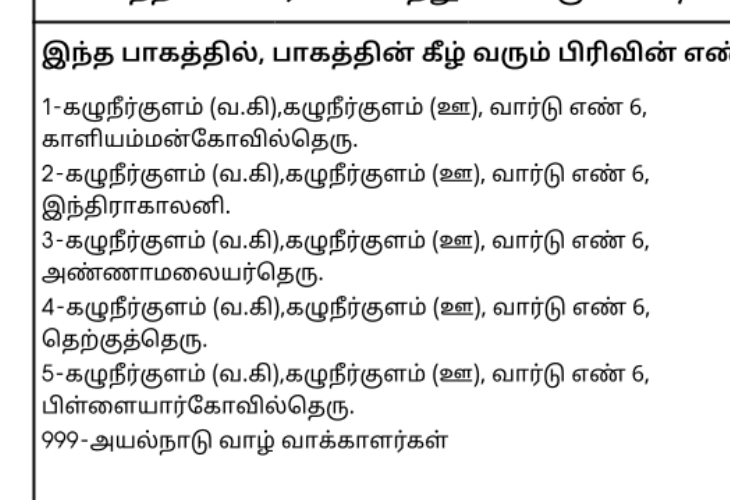 இந்த பாகத்தில், பாகத்தின் கீழ் வரும் பிரிவின் எண்
1-கழுநீர்குளம் (வ.கி),கழுநீர்குளம் (ஊ), வார்டு எண் 6,
காளியம்மன்கோவில்தெரு.
2-கழுநீர்குளம் (வ.கி),கழுநீர்குளம் (ஊ), வார்டு எண் 6,
இந்திராகாலனி.
3-கழுநீர்குளம் (வ.கி),கழுநீர்குளம் (ஊ), வார்டு எண் 6,
அண்ணாமலையர்தெரு.
4-கழுநீர்குளம் (வ.கி),கழுநீர்குளம் (ஊ), வார்டு எண் 6,
தெற்குத்தெரு.
5-கழுநீர்குளம் (வ.கி),கழுநீர்குளம் (ஊ), வார்டு எண் 6,
பிள்ளையார்கோவில்தெரு.
999-அயல்நாடு வாழ் வாக்காளர்கள்